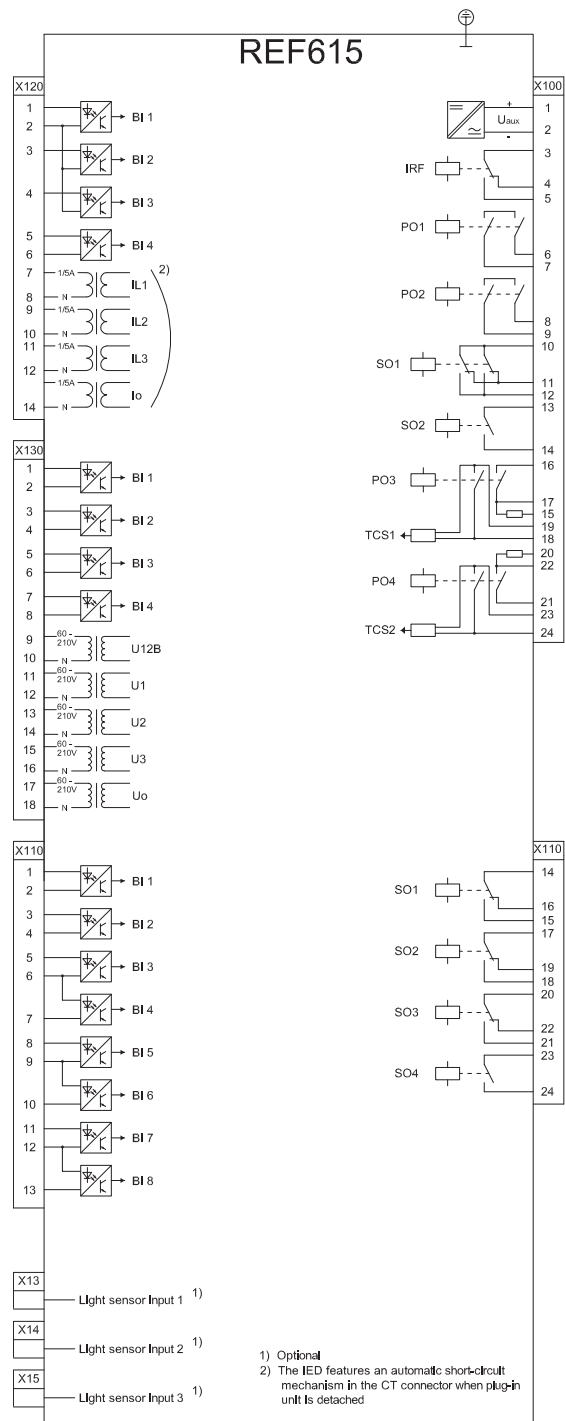 REF615
X120
1
2
BI 1
3
BI 2
4
BI 3
5
6
BI 4
7 1/5A
8 N
IL1
2)
9 1/5A
10 N
IL2
11 1/5A
12 N
IL3
1/5A
14 N
Io
X130
1
2
BI 1
3
4
BI 2
5
6
BI 3
7
8
BI 4
9 60 -
210V
10 N
U12B
11 60 -
210V
12 N
U1
13 60 -
210V
14 N
U2
15 60 -
210V
16 N
U3
17 60 -
210V
18 N
Uo
X110
1
2
BI 1
3
4
BI 2
5
6
BI 3
7
BI 4
8
9
BI 5
10
BI 6
11
12
BI 7
13
BI 8
X13
Light sensor input 1 1)
X14
Light sensor input 2 1)
X15
Light sensor input 3 1)
X100
+ 1
Uaux
- 2
IRF
3
4
5
PO1
6
7
PO2
8
9
SO1
10
11
12
SO2
13
14
PO3
16
17
15
19
TCS1
18
20
22
PO4
21
23
TCS2
24
X110
SO1
14
16
15
SO2
17
19
18
SO3
20
22
21
SO4
23
24
1) Optional
2) The IED features an automatic short-circuit
mechanism in the CT connector when plug-in
unit is detached